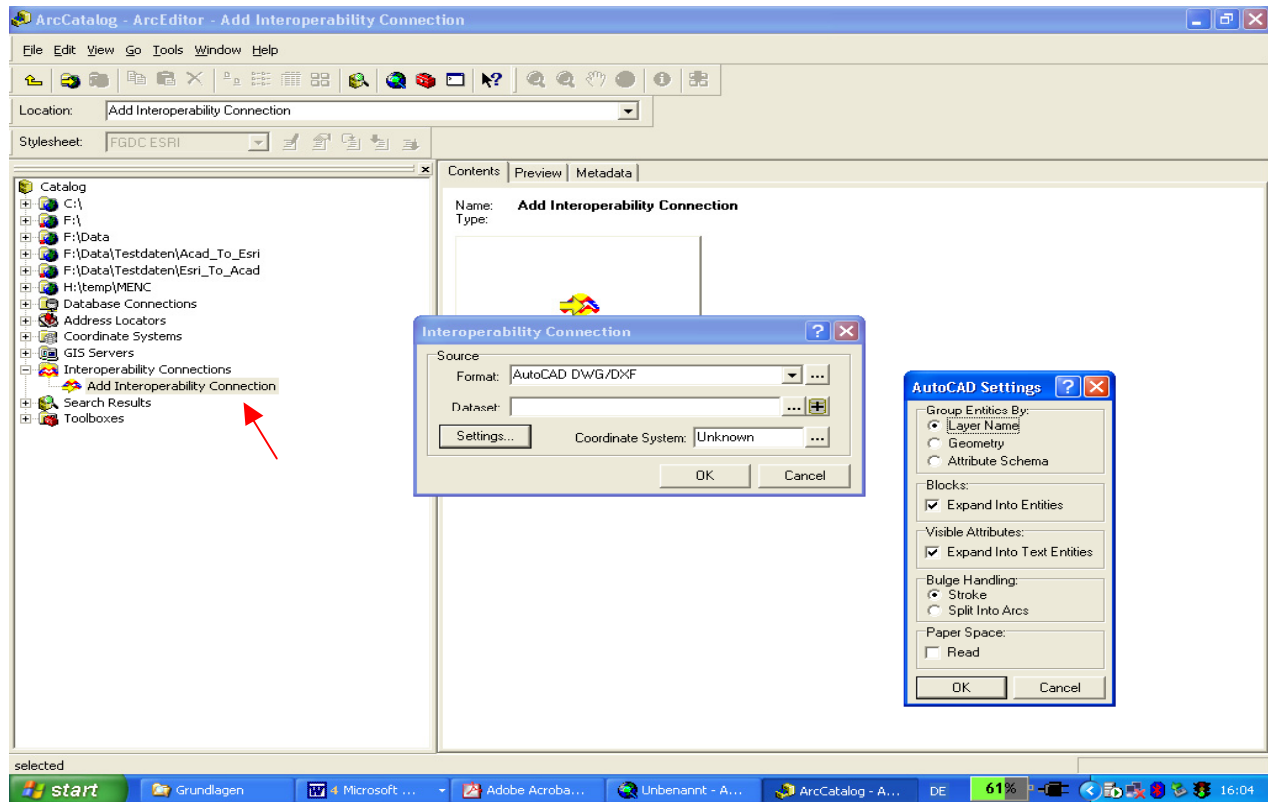 ArcCatalog - ArcEditor - Add Interoperability Connection
File Edit View Go Tools Window Help
Location: Add Interoperability Connection
Stylesheet: FGDC ESRI
Catalog
C:\
F:\
F:\Data
F:\Data\Testdaten\Acad_To_Esri
F:\Data\Testdaten\Esri_To_Acad
H:\temp\MENC
Database Connections
Address Locators
Coordinate Systems
GIS Servers
Interoperability Connections
Add Interoperability Connection
Search Results
Toolboxes
Contents Preview Metadata
Name: Add Interoperability Connection
Type:
Interoperability Connection
Source
Format: AutoCAD DWG/DXF ...
Dataset: ...
Settings... Coordinate System: Unknown ...
OK Cancel
AutoCAD Settings
Group Entities By:
Layer Name
Geometry
Attribute Schema
Blocks:
Expand Into Entities
Visible Attributes:
Expand Into Text Entities
Bulge Handling:
Stroke
Split Into Arcs
Paper Space:
Read
OK Cancel
selected
start Grundlagen 4 Microsoft ... Adobe Acroba... Unbenannt - A... ArcCatalog - A... DE 61% 16:04